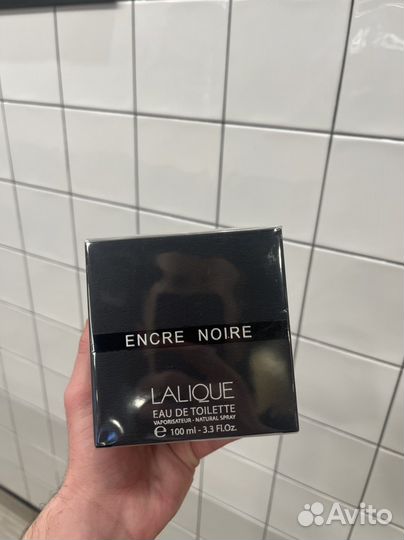 ENCRE NOIRE
LALIQUE
EAU DE TOILETTE
VAPORISATEUR - NATURAL SPRAY
e 100 ml - 3.3 Fl.Oz.
Avito